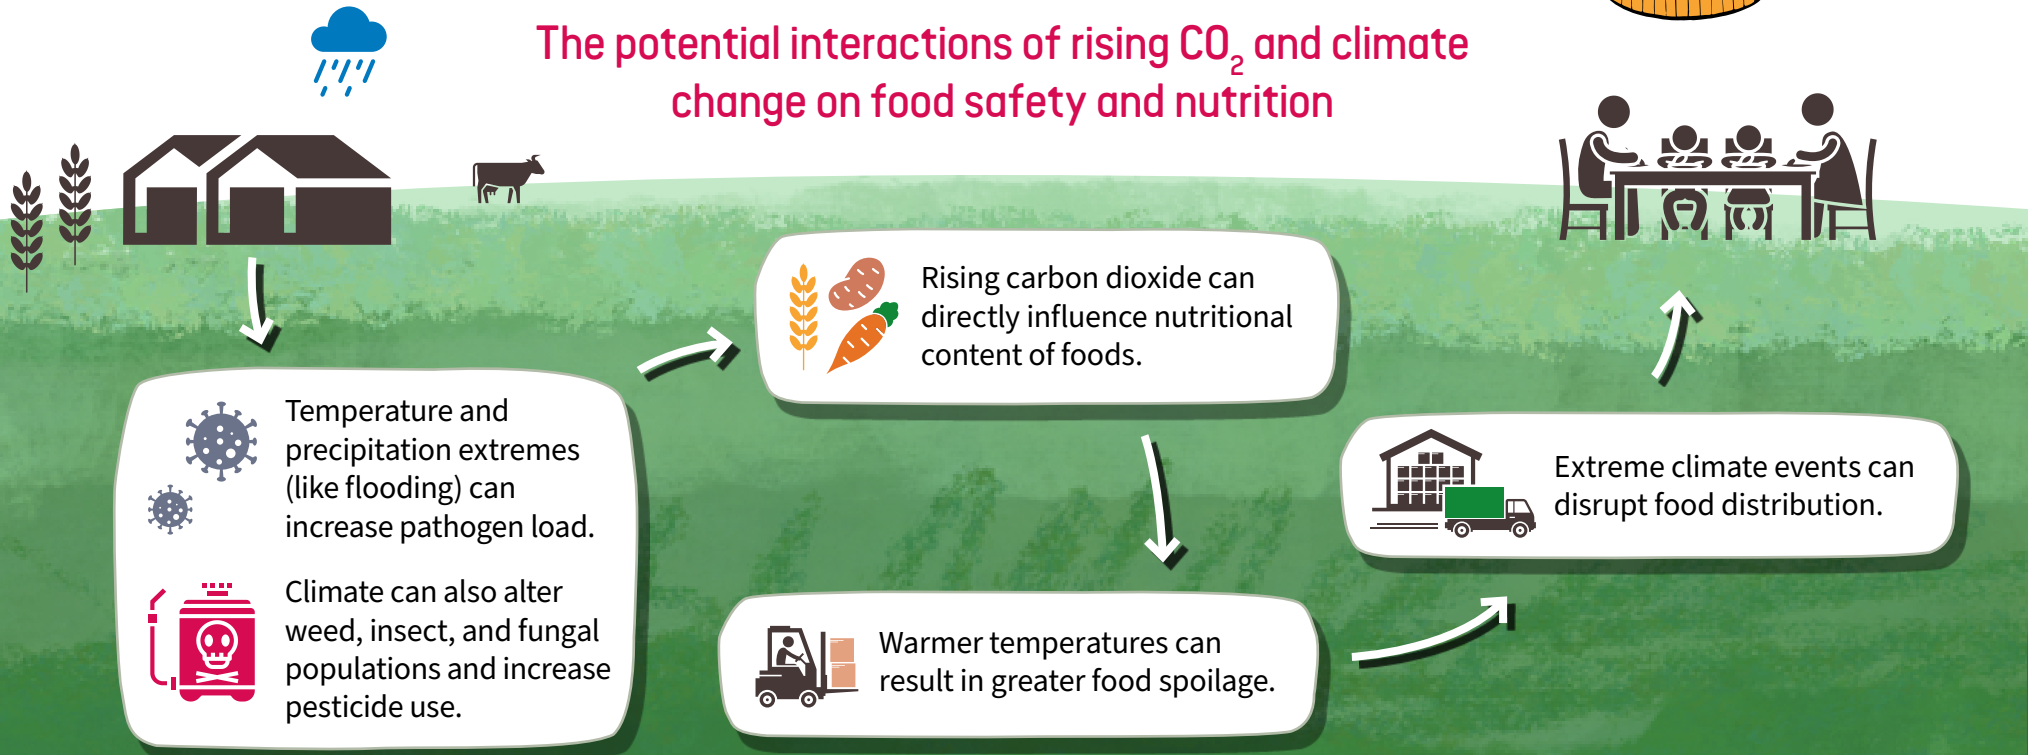 The potential interactions of rising CO₂ and climate
change on food safety and nutrition
Temperature and
precipitation extremes
(like flooding) can
increase pathogen load.
Climate can also alter
weed, insect, and fungal
populations and increase
pesticide use.
Rising carbon dioxide can
directly influence nutritional
content of foods.
Warmer temperatures can
result in greater food spoilage.
Extreme climate events can
disrupt food distribution.